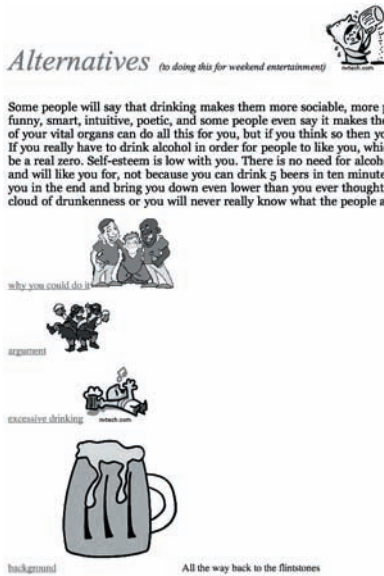 nvtech.com
Alternatives (to doing this for weekend entertainment)
Some people will say that drinking makes them more sociable, more
funny, smart, intuitive, poetic, and some people even say it makes
of your vital organs can do all this for you, but if you think so then
If you really have to drink alcohol in order for people to like you,
be a real zero. Self-esteem is low with you. There is no need for
and will like you for, not because you can drink 5 beers in ten
you in the end and bring you down even lower than you ever thought
cloud of drunkenness or you will never really know what the people
why you could do it
argument
excessive drinking nvtech.com
background All the way back to the flintstones